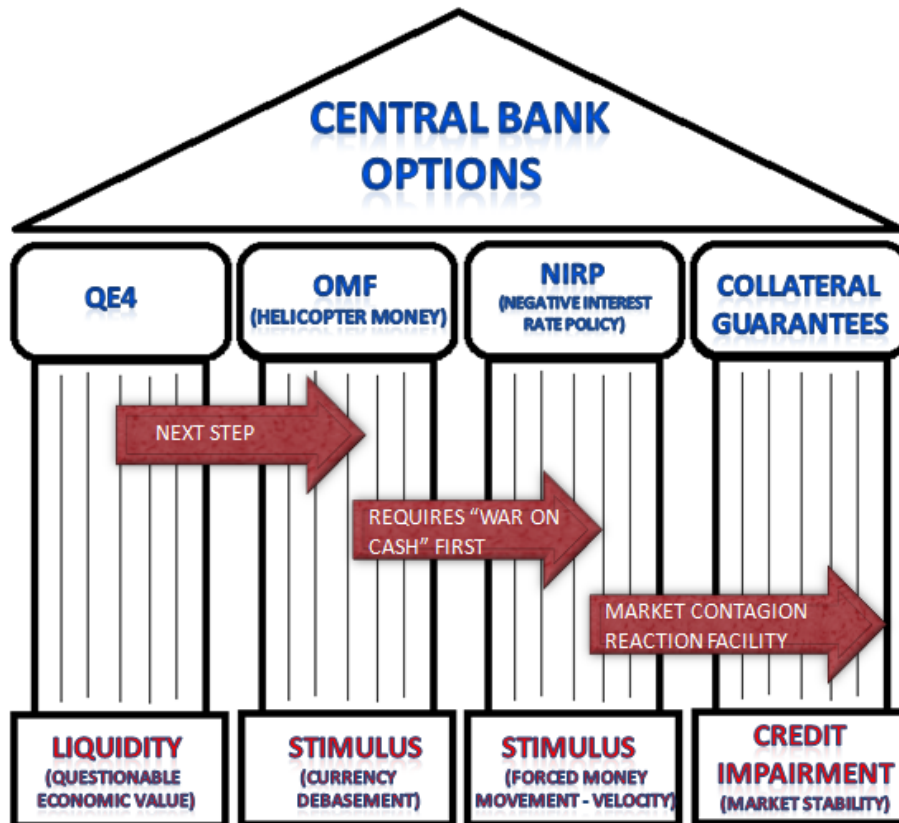 CENTRAL BANK
OPTIONS
QE4
OMF
(HELICOPTER MONEY)
NIRP
(NEGATIVE INTEREST
RATE POLICY)
COLLATERAL
GUARANTEES
NEXT STEP
REQUIRES “WAR ON
CASH” FIRST
MARKET CONTAGION
REACTION FACILITY
LIQUIDITY
(QUESTIONABLE
ECONOMIC VALUE)
STIMULUS
(CURRENCY
DEBASEMENT)
STIMULUS
(FORCED MONEY
MOVEMENT - VELOCITY)
CREDIT
IMPAIRMENT
(MARKET STABILITY)